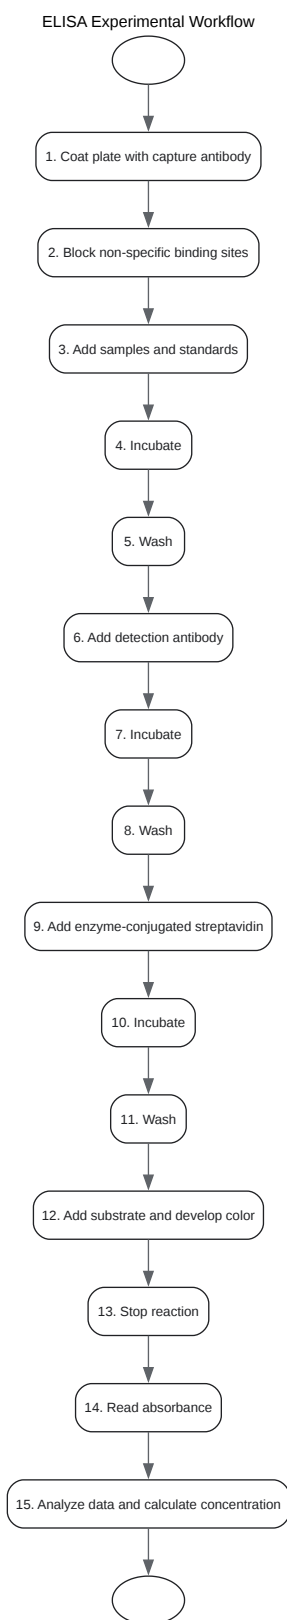 ELISA Experimental Workflow
1. Coat plate with capture antibody
2. Block non-specific binding sites
3. Add samples and standards
4. Incubate
5. Wash
6. Add detection antibody
7. Incubate
8. Wash
9. Add enzyme-conjugated streptavidin
10. Incubate
11. Wash
12. Add substrate and develop color
13. Stop reaction
14. Read absorbance
15. Analyze data and calculate concentration